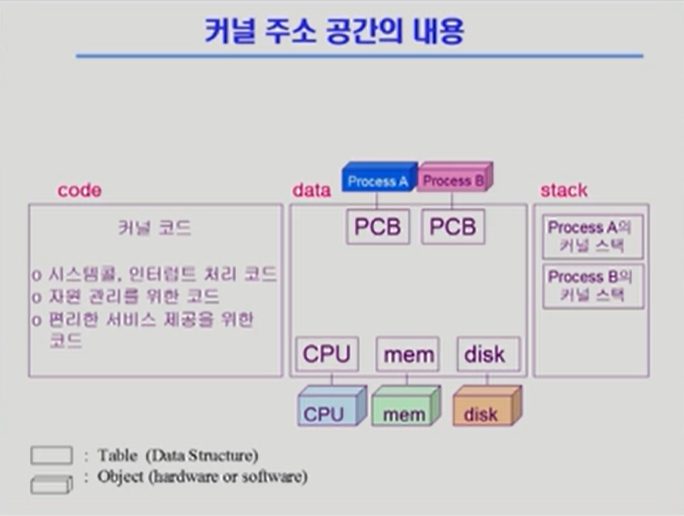 커널 주소 공간의 내용
code
data
stack
Process A
Process B
커널 코드
o 시스템콜, 인터럽트 처리 코드
o 자원 관리를 위한 코드
o 편리한 서비스 제공을 위한
코드
PCB
PCB
CPU
mem
disk
CPU
mem
disk
Process A의
커널 스택
Process B의
커널 스택
: Table (Data Structure)
: Object (hardware or software)